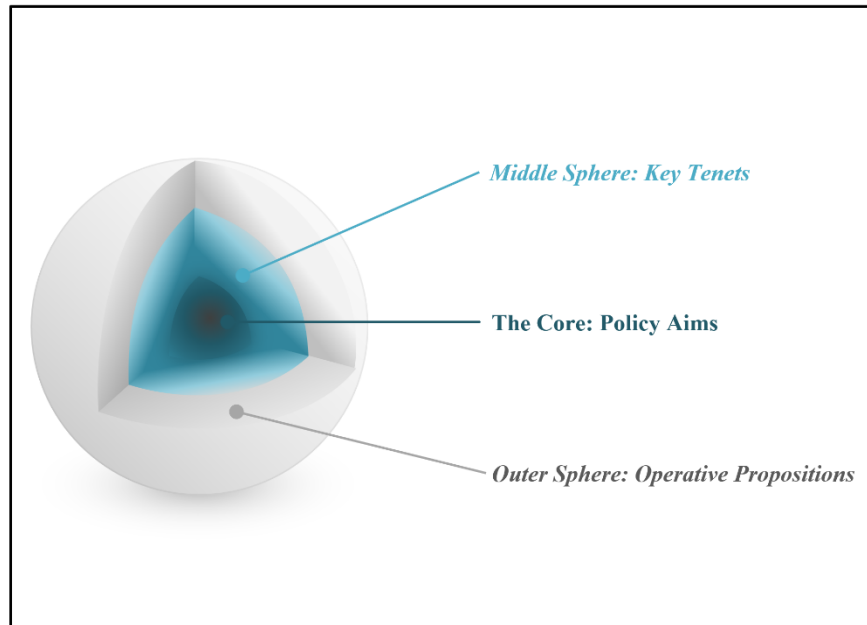 Middle Sphere: Key Tenets
The Core: Policy Aims
Outer Sphere: Operative Propositions